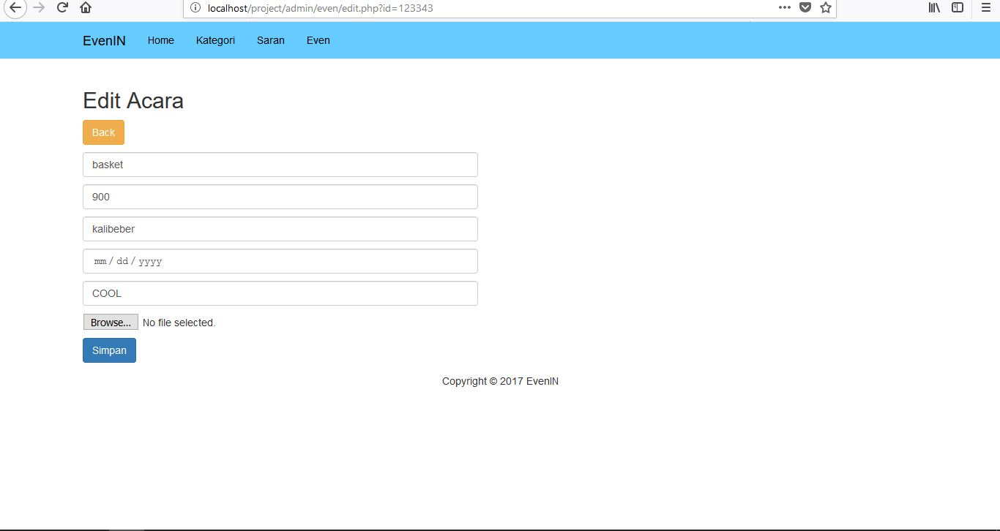 localhost/project/admin/even/edit.php?id=123343
EvenIN Home Kategori Saran Even
Edit Acara
Back
basket
900
kalibeber
mm / dd / yyyy
COOL
Browse... No file selected.
Simpan
Copyright © 2017 EvenIN